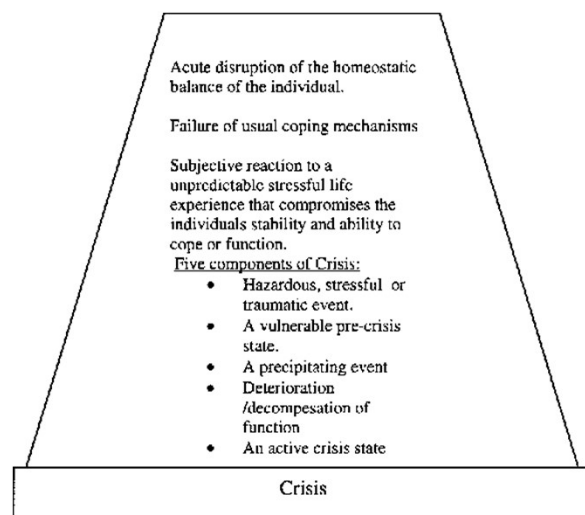 Acute disruption of the homeostatic
balance of the individual.
Failure of usual coping mechanisms
Subjective reaction to a
unpredictable stressful life
experience that compromises the
individuals stability and ability to
cope or function.
Five components of Crisis:
• Hazardous, stressful or
traumatic event.
• A vulnerable pre-crisis
state.
• A precipitating event
• Deterioration
/decompesation of
function
• An active crisis state
Crisis